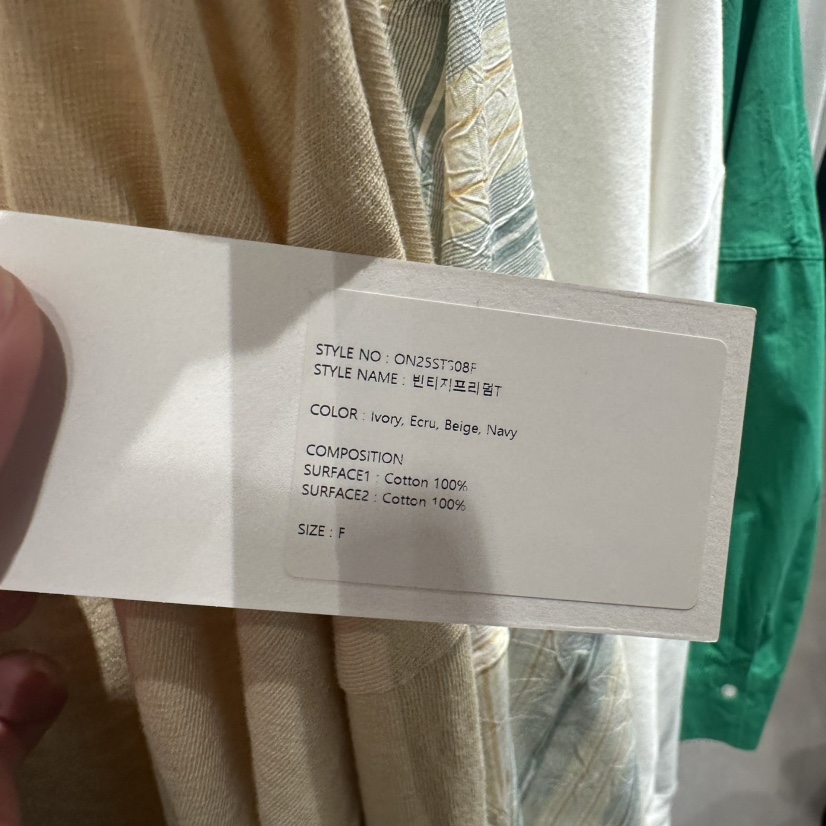 STYLE NO : ON25STS08F
STYLE NAME : 빈티지프리덤T
COLOR : Ivory, Ecru, Beige, Navy
COMPOSITION
SURFACE1 : Cotton 100%
SURFACE2 : Cotton 100%
SIZE : F